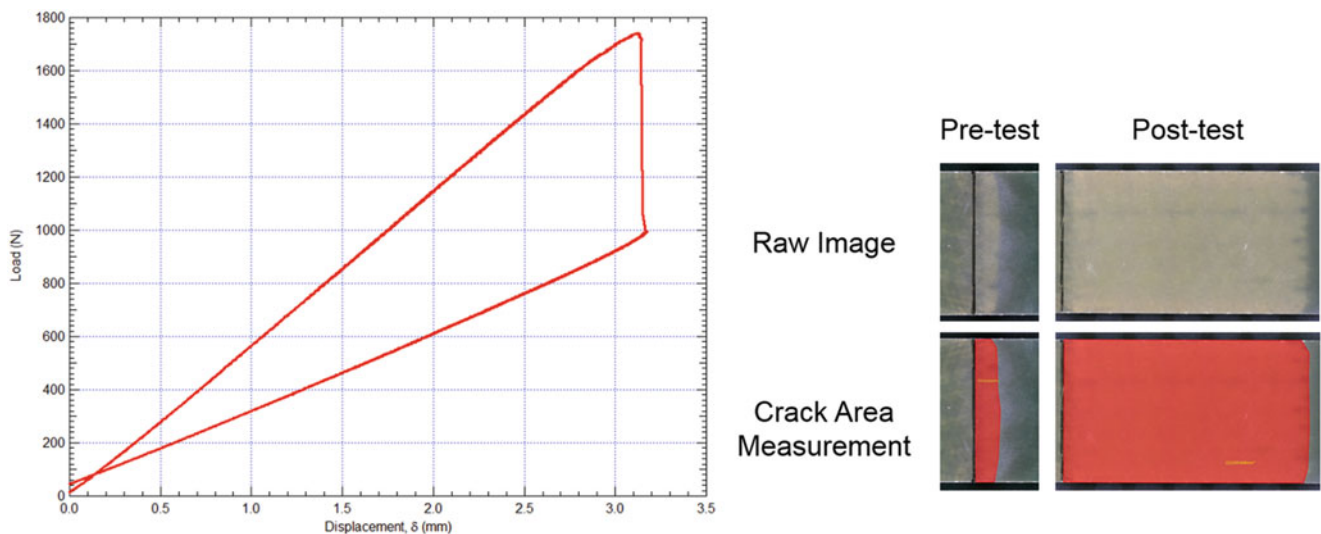 1800
1600
1400
1200
1000
800
600
400
200
0
Load (N)
0.0 0.5 1.0 1.5 2.0 2.5 3.0 3.5
Displacement, δ (mm)
Pre-test Post-test
Raw Image
Crack Area
Measurement